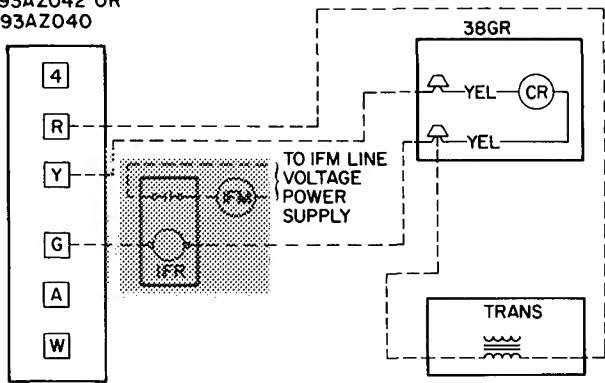 93AZ042 OR
93AZ040
38GR
4
R
Y
G
A
W
YEL
CR
YEL
TO IFM LINE
VOLTAGE
POWER
SUPPLY
IFM
IFR
TRANS